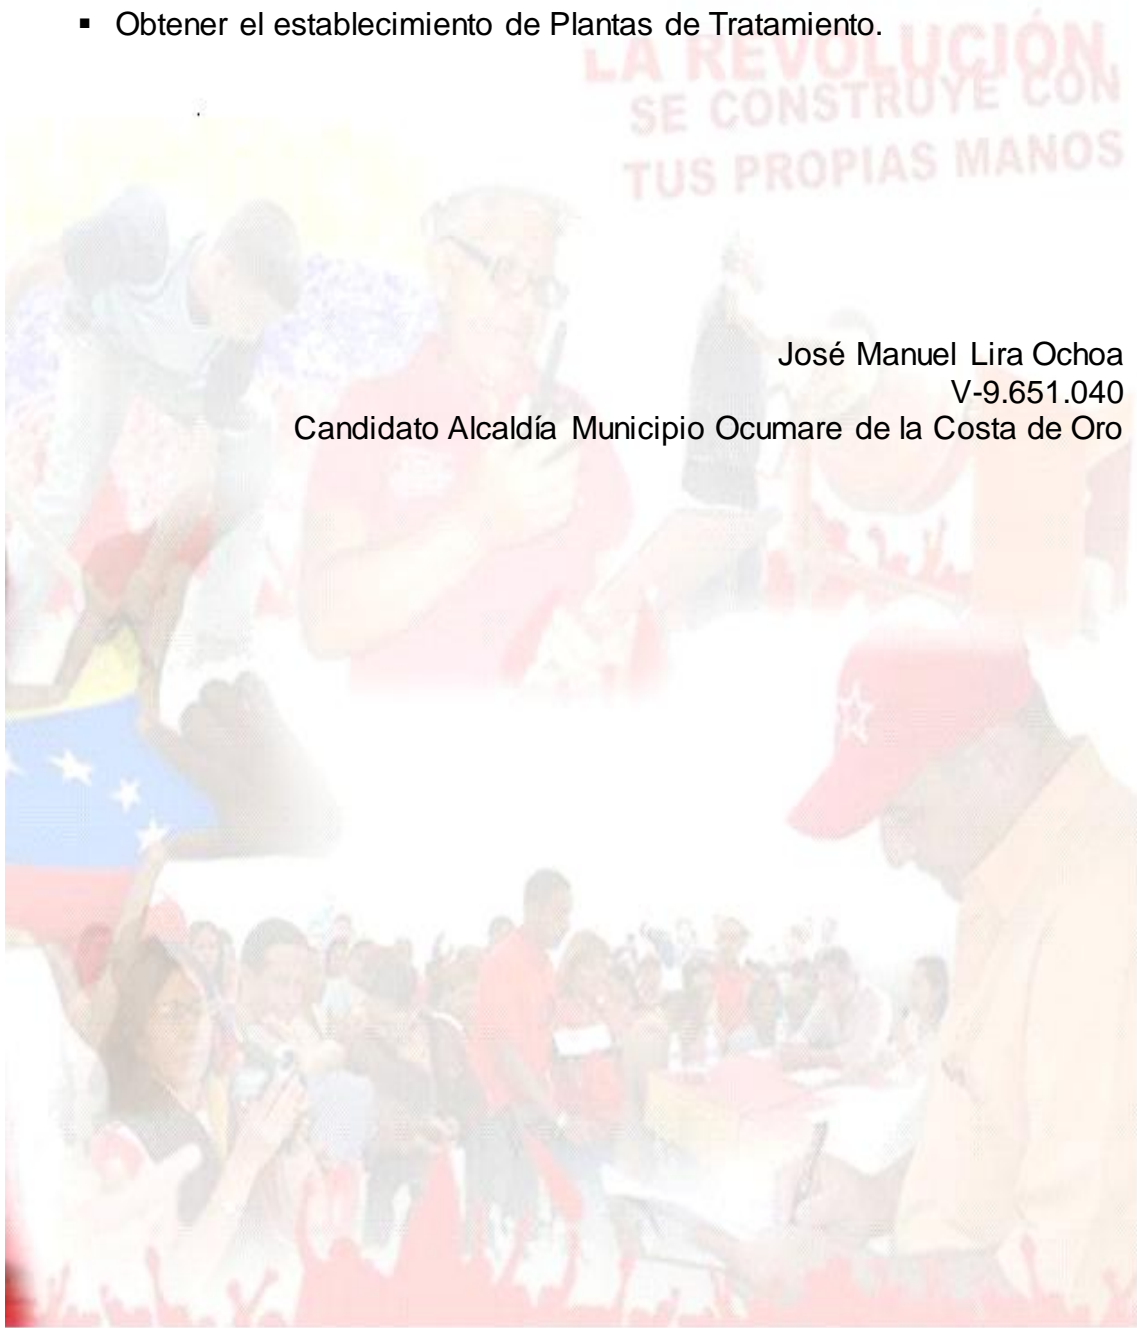 ▪ Obtener el establecimiento de Plantas de Tratamiento.
LA REVOLUCIÓN
SE CONSTRUYE CON
TUS PROPIAS MANOS
José Manuel Lira Ochoa
V-9.651.040
Candidato Alcaldía Municipio Ocumare de la Costa de Oro